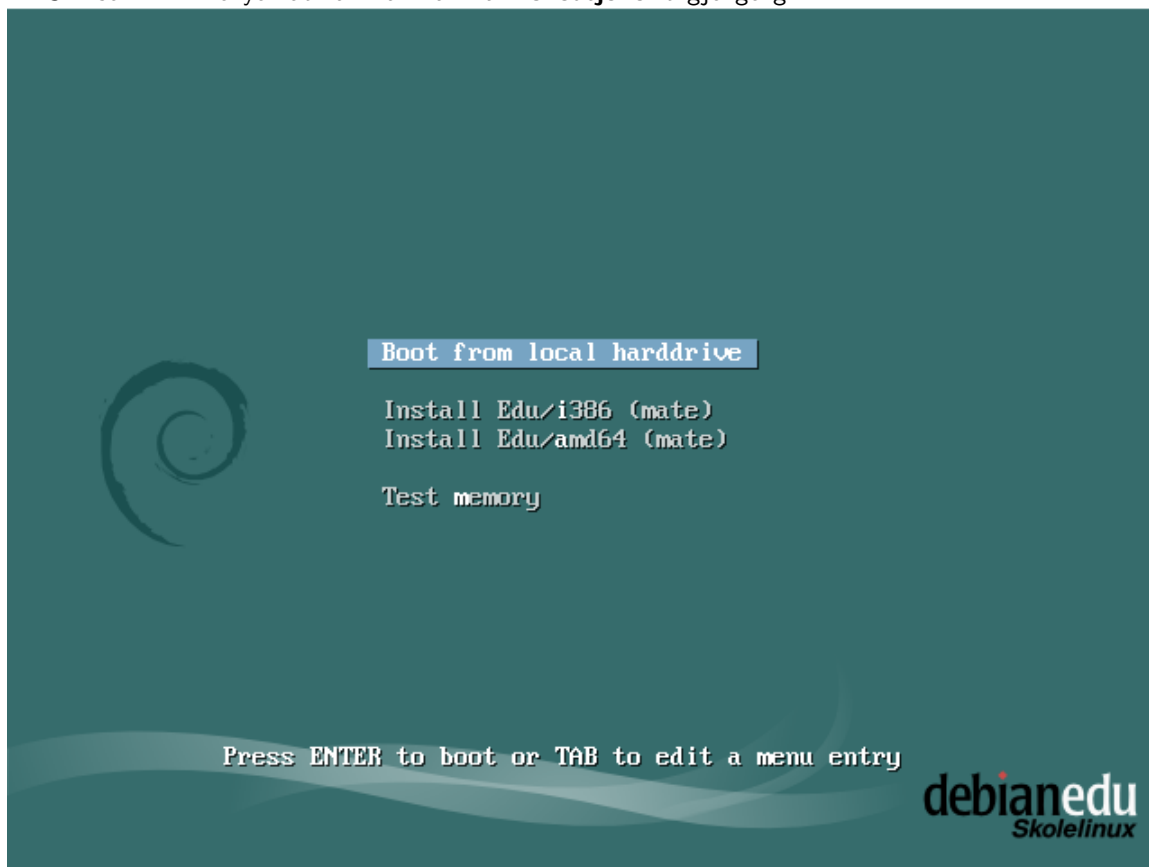 Boot from local harddrive
Install Edu/i386 (mate)
Install Edu/amd64 (mate)
Test memory
Press ENTER to boot or TAB to edit a menu entry
debianedu
Skolelinux